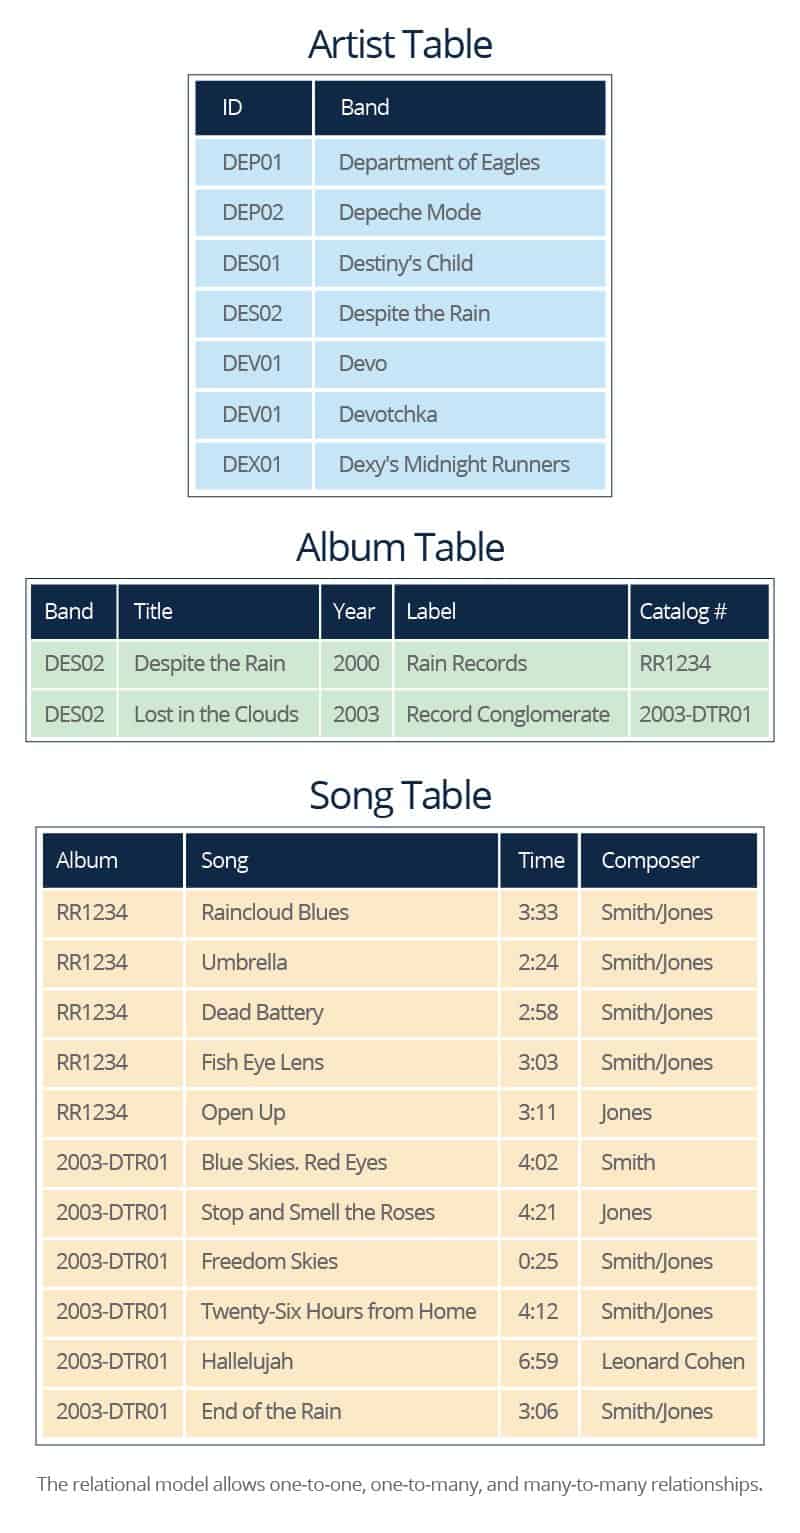 Artist Table
ID Band
DEP01 Department of Eagles
DEP02 Depeche Mode
DES01 Destiny's Child
DES02 Despite the Rain
DEV01 Devo
DEV01 Devotchka
DEX01 Dexy's Midnight Runners
Album Table
Band Title Year Label Catalog #
DES02 Despite the Rain 2000 Rain Records RR1234
DES02 Lost in the Clouds 2003 Record Conglomerate 2003-DTR01
Song Table
Album Song Time Composer
RR1234 Raincloud Blues 3:33 Smith/Jones
RR1234 Umbrella 2:24 Smith/Jones
RR1234 Dead Battery 2:58 Smith/Jones
RR1234 Fish Eye Lens 3:03 Smith/Jones
RR1234 Open Up 3:11 Jones
2003-DTR01 Blue Skies. Red Eyes 4:02 Smith
2003-DTR01 Stop and Smell the Roses 4:21 Jones
2003-DTR01 Freedom Skies 0:25 Smith/Jones
2003-DTR01 Twenty-Six Hours from Home 4:12 Smith/Jones
2003-DTR01 Hallelujah 6:59 Leonard Cohen
2003-DTR01 End of the Rain 3:06 Smith/Jones
The relational model allows one-to-one, one-to-many, and many-to-many relationships.